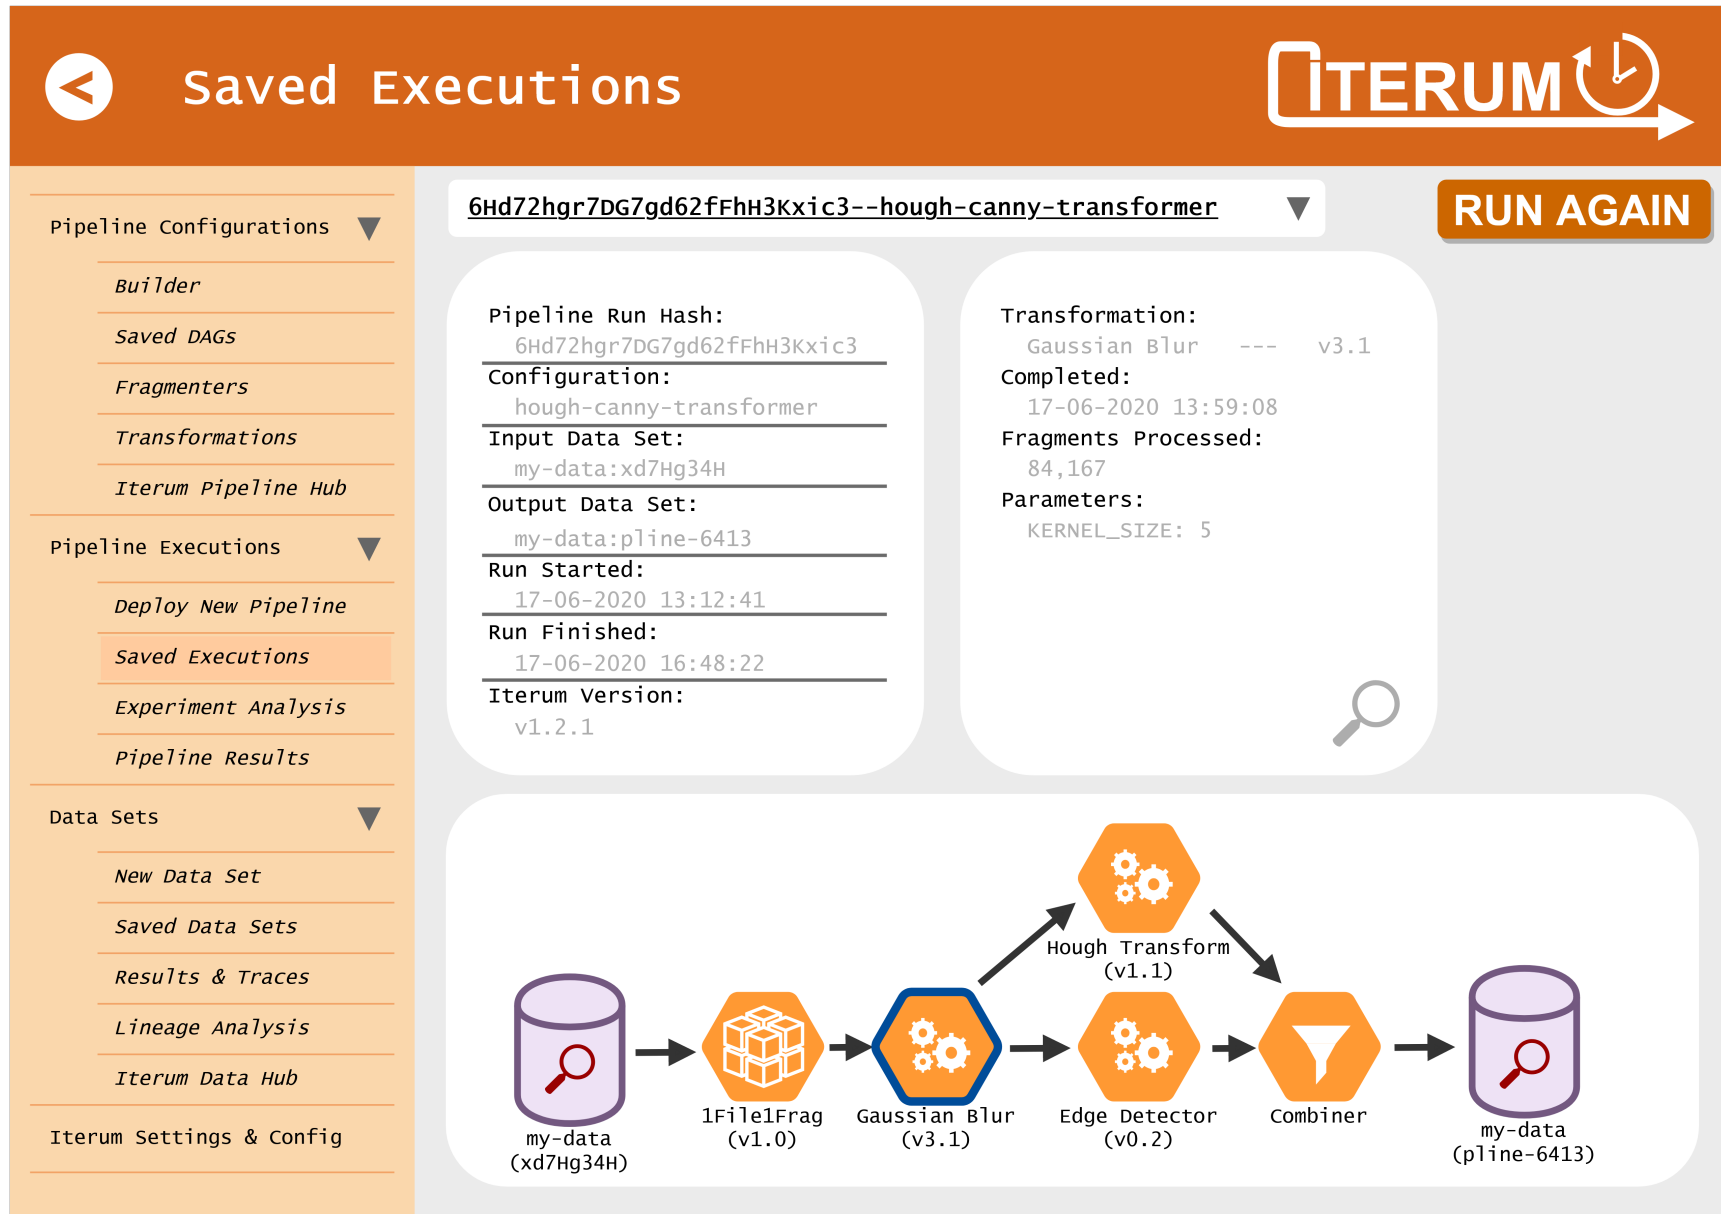 Saved Executions
ITERUM
Pipeline Configurations
Builder
Saved DAGs
Fragmenters
Transformations
Iterum Pipeline Hub
Pipeline Executions
Deploy New Pipeline
Saved Executions
Experiment Analysis
Pipeline Results
Data Sets
New Data Set
Saved Data Sets
Results & Traces
Lineage Analysis
Iterum Data Hub
Iterum Settings & Config
6Hd72hgr7DG7gd62fFhH3Kxic3--hough-canny-transformer
RUN AGAIN
Pipeline Run Hash:
6Hd72hgr7DG7gd62fFhH3Kxic3
Configuration:
hough-canny-transformer
Input Data Set:
my-data:xd7Hg34H
Output Data Set:
my-data:pline-6413
Run Started:
17-06-2020 13:12:41
Run Finished:
17-06-2020 16:48:22
Iterum Version:
v1.2.1
Transformation:
Gaussian Blur --- v3.1
Completed:
17-06-2020 13:59:08
Fragments Processed:
84,167
Parameters:
KERNEL_SIZE: 5
Hough Transform
(v1.1)
my-data
(xd7Hg34H)
1File1Frag
(v1.0)
Gaussian Blur
(v3.1)
Edge Detector
(v0.2)
Combiner
my-data
(pline-6413)